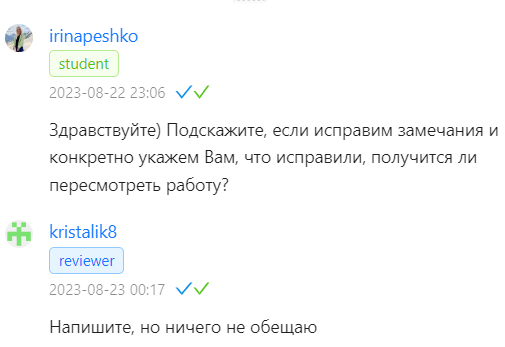 irinapeshko
student
2023-08-22 23:06
Здравствуйте) Подскажите, если исправим замечания и
конкретно укажем Вам, что исправили, получится ли
пересмотреть работу?
kristalik8
reviewer
2023-08-23 00:17
Напишите, но ничего не обещаю